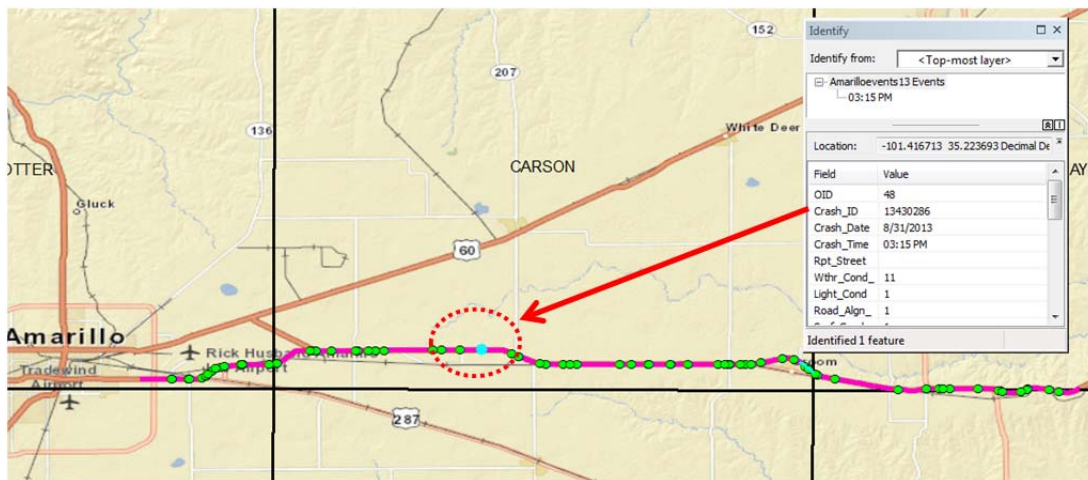 152
207
136
White Deer
CARSON
OTTER
Gluck
60
Amarillo
Rick Husband
Airport
Tradewind
Airport
287
AY
Identify
Identify from: <Top-most layer>
Amarilloevents13 Events
03:15 PM
Location: -101.416713 35.223693 Decimal De
Field Value
OID 48
Crash_ID 13430286
Crash_Date 8/31/2013
Crash_Time 03:15 PM
Rpt_Street
Wthr_Cond_ 11
Light_Cond 1
Road_Algn_ 1
Identified 1 feature